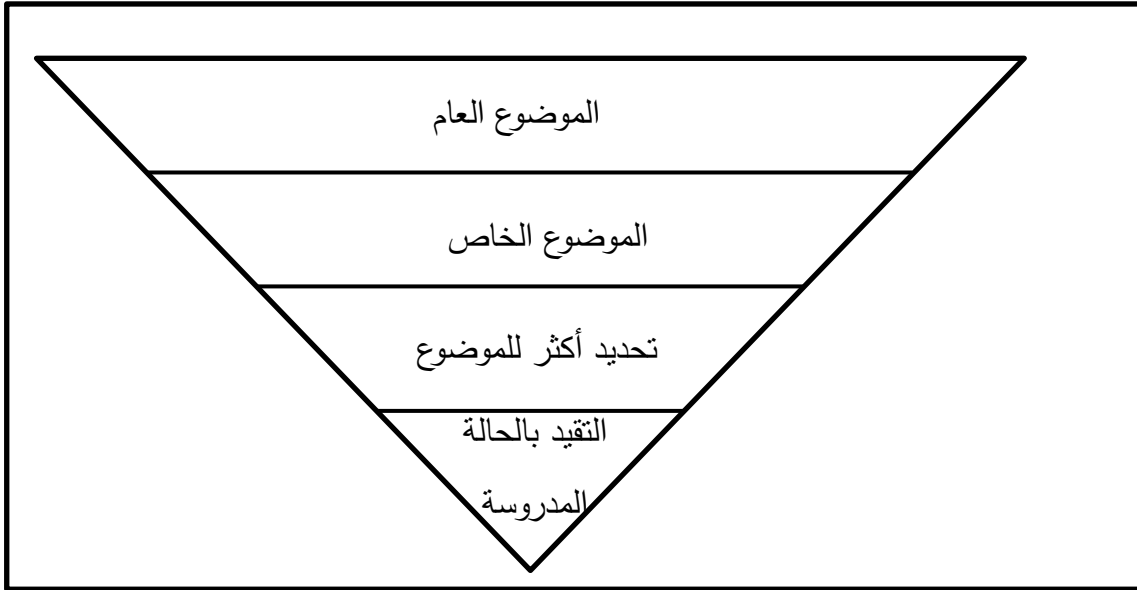 الموضوع العام
الموضوع الخاص
تحديد أكثر للموضوع
التقيد بالحالة
المدروسة